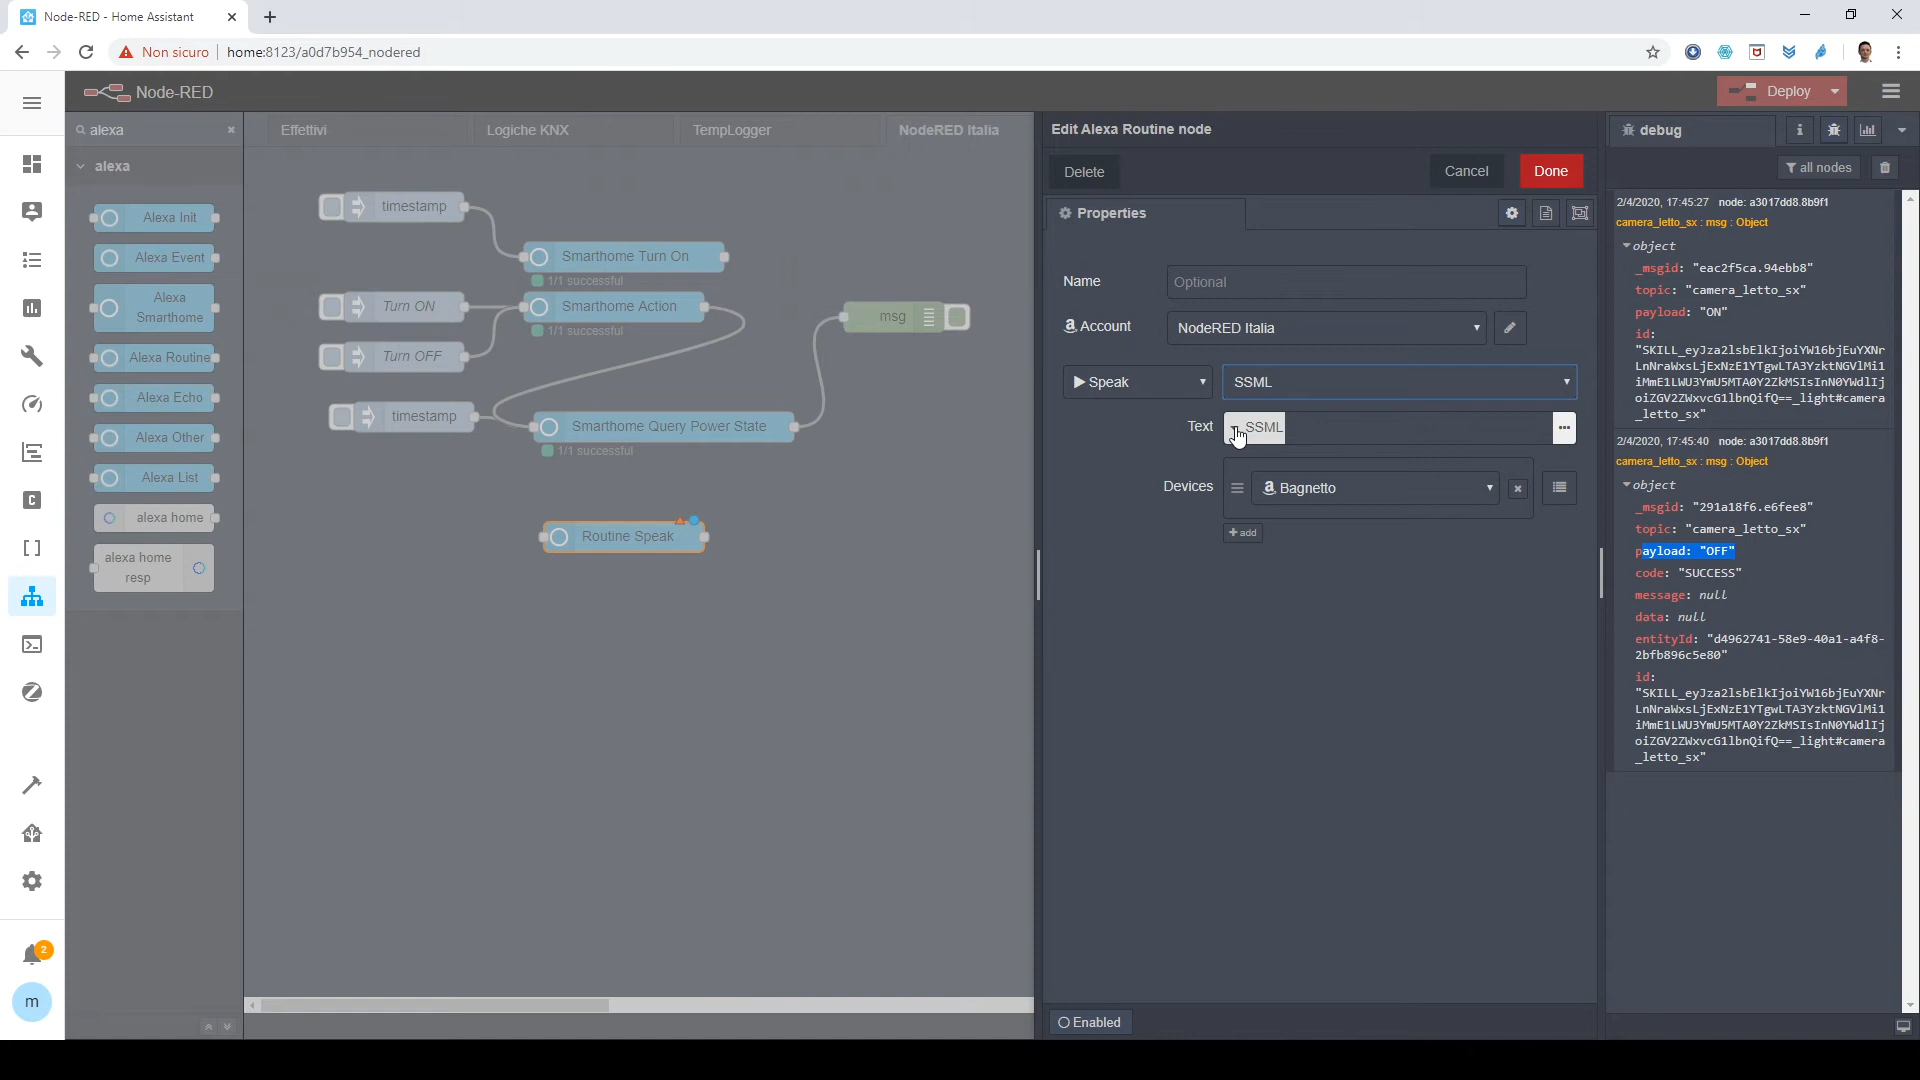 Node-RED - Home Assistant
Non sicuro
home:8123/a0d7b954_nodered
Node-RED
Deploy
alexa
Effettivi
Logiche KNX
TempLogger
NodeRED Italia
alexa
Alexa Init
Alexa Event
Alexa
Smarthome
Alexa Routine
Alexa Echo
Alexa Other
Alexa List
alexa home
alexa home
resp
timestamp
Smarthome Turn On
1/1 successful
Turn ON
Smarthome Action
1/1 successful
Turn OFF
msg
timestamp
Smarthome Query Power State
1/1 successful
Routine Speak
Edit Alexa Routine node
Delete
Cancel
Done
Properties
Name
Optional
Account
NodeRED Italia
Speak
SSML
Text
SSML
Devices
Bagnetto
add
Enabled
debug
all nodes
2/4/2020, 17:45:27 node: a3017dd8.8b9f1
camera_letto_sx : msg : Object
object
_msgid: "eac2f5ca.94ebb8"
topic: "camera_letto_sx"
payload: "ON"
id:
"SKILL_eyJza2lsbElkIjoiYW16bjEuYXNr
LnNraWxsLjExNzE1YTgwLTA3YzktNGVlMi1
iMmE1LWU3YmU5MTA0Y2ZkMSIsInN0YWdlIj
oiZGV2ZWxvcG1lbnQifQ==_light#camera
_letto_sx"
2/4/2020, 17:45:40 node: a3017dd8.8b9f1
camera_letto_sx : msg : Object
object
_msgid: "291a18f6.e6fee8"
topic: "camera_letto_sx"
payload: "OFF"
code: "SUCCESS"
message: null
data: null
entityId: "d4962741-58e9-40a1-a4f8-
2bfb896c5e80"
id:
"SKILL_eyJza2lsbElkIjoiYW16bjEuYXNr
LnNraWxsLjExNzE1YTgwLTA3YzktNGVlMi1
iMmE1LWU3YmU5MTA0Y2ZkMSIsInN0YWdlIj
oiZGV2ZWxvcG1lbnQifQ==_light#camera
_letto_sx"
2
m